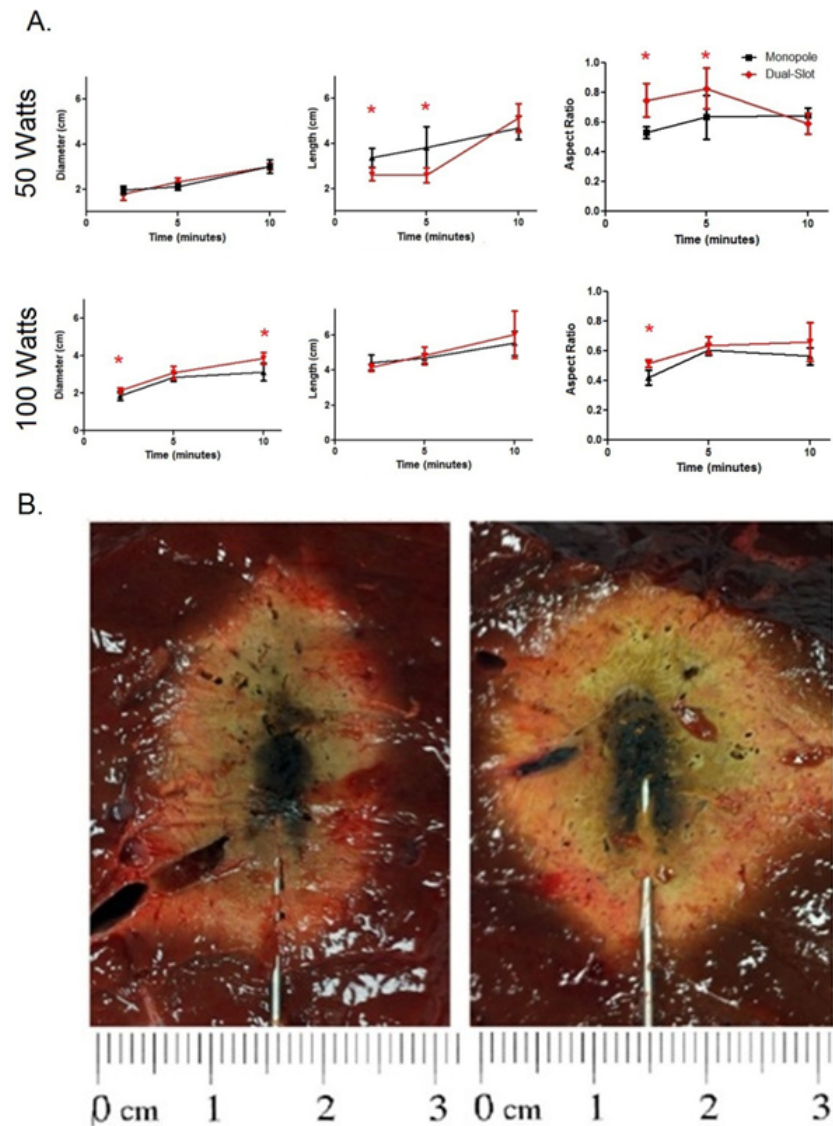 A.
50 Watts
Diameter (cm)
6
4
2
0
5
10
Time (minutes)
Length (cm)
6
4
2
0
5
10
Time (minutes)
Aspect Ratio
1.0
0.8
0.6
0.4
0.2
0.0
0
5
10
Time (minutes)
Monopole
Dual-Slot
* * * *
100 Watts
Diameter (cm)
6
4
2
0
5
10
Time (minutes)
* *
Length (cm)
6
4
2
0
5
10
Time (minutes)
Aspect Ratio
1.0
0.8
0.6
0.4
0.2
0.0
0
5
10
Time (minutes)
*
B.
0 cm 1 2 3
0 cm 1 2 3